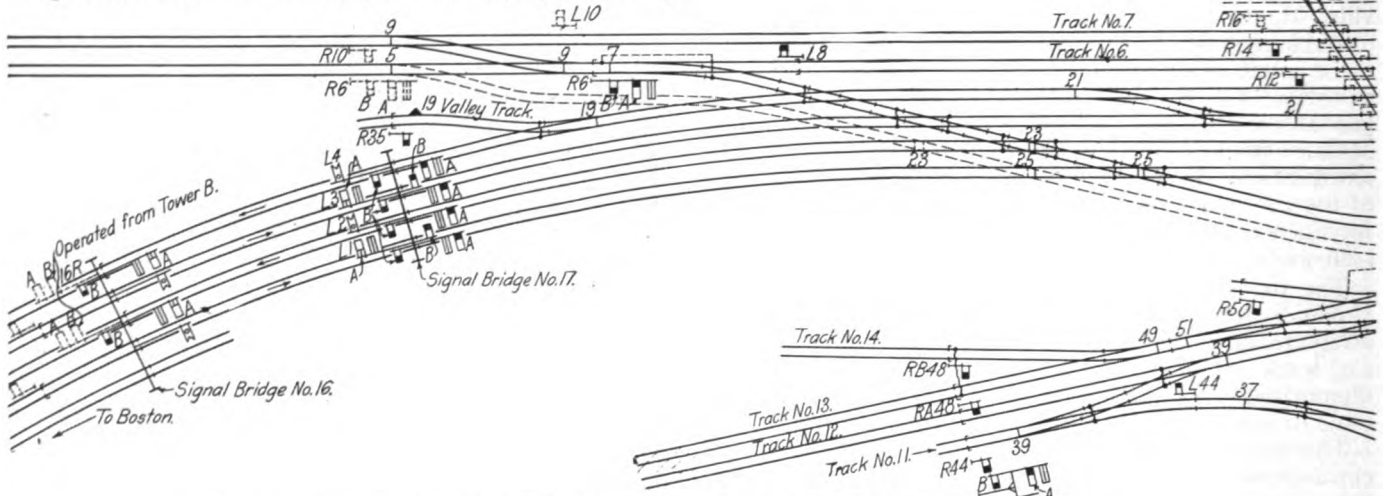 L10
9
Track No.7.
R16
R10
5
L8
Track No.6.
R14
9
7
R6
B
A
R6
B A
21
R12
19 Valley Track.
19
21
R35
B
L4
A
A
23
23
25
25
L3
B
A
L2
A
Operated from Tower B.
L1
A
B
A
A
B
16R
B
A
Signal Bridge No.17.
A
B
B
A
R50
Track No.14.
49
51
39
RB48
Signal Bridge No.16.
L44
37
Track No.13.
RA48
To Boston.
Track No.12.
39
Track No.11.
R44
B
A